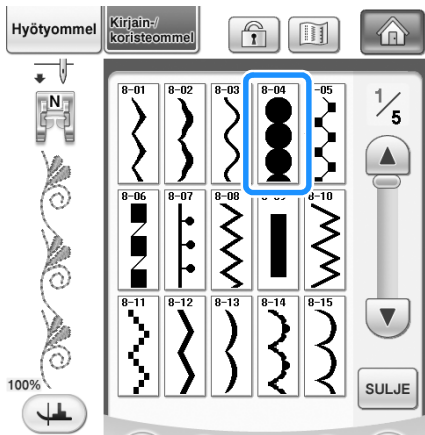 Hyötyommel
Kirjain-/
koristeommel
N
8-01 8-02 8-03 8-04 -05
1/5
8-06 8-07 8-08 8-10
8-11 8-12 8-13 8-14 8-15
100%
SULJE